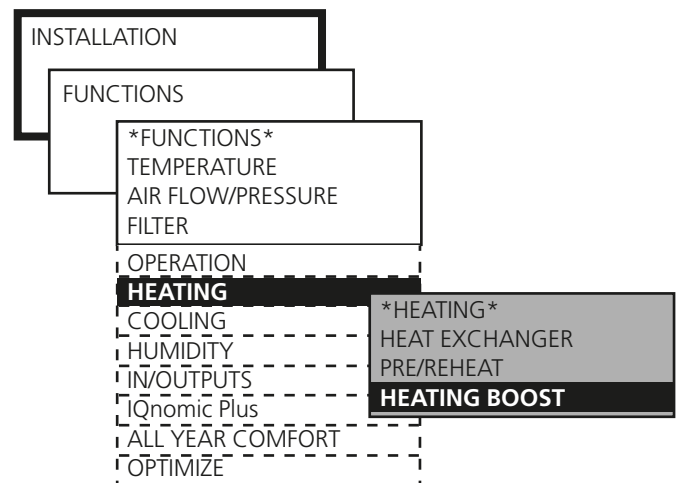 INSTALLATION
FUNCTIONS
*FUNCTIONS*
TEMPERATURE
AIR FLOW/PRESSURE
FILTER
OPERATION
HEATING
COOLING
HUMIDITY
IN/OUTPUTS
IQnomic Plus
ALL YEAR COMFORT
OPTIMIZE
*HEATING*
HEAT EXCHANGER
PRE/REHEAT
HEATING BOOST